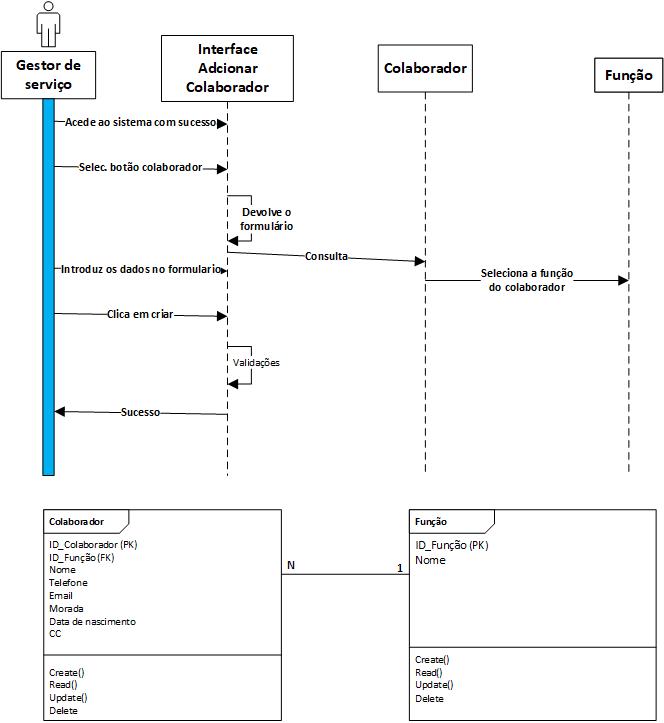 Gestor de
serviço
Interface
Adcionar
Colaborador
Colaborador
Função
Acede ao sistema com sucesso
Selec. botão colaborador
Devolve o
formulário
Consulta
Introduz os dados no formulario
Seleciona a função
do colaborador
Clica em criar
Validações
Sucesso
Colaborador
ID_Colaborador (PK)
ID_Função (FK)
Nome
Telefone
Email
Morada
Data de nascimento
CC
Create()
Read()
Update()
Delete
N
1
Função
ID_Função (PK)
Nome
Create()
Read()
Update()
Delete